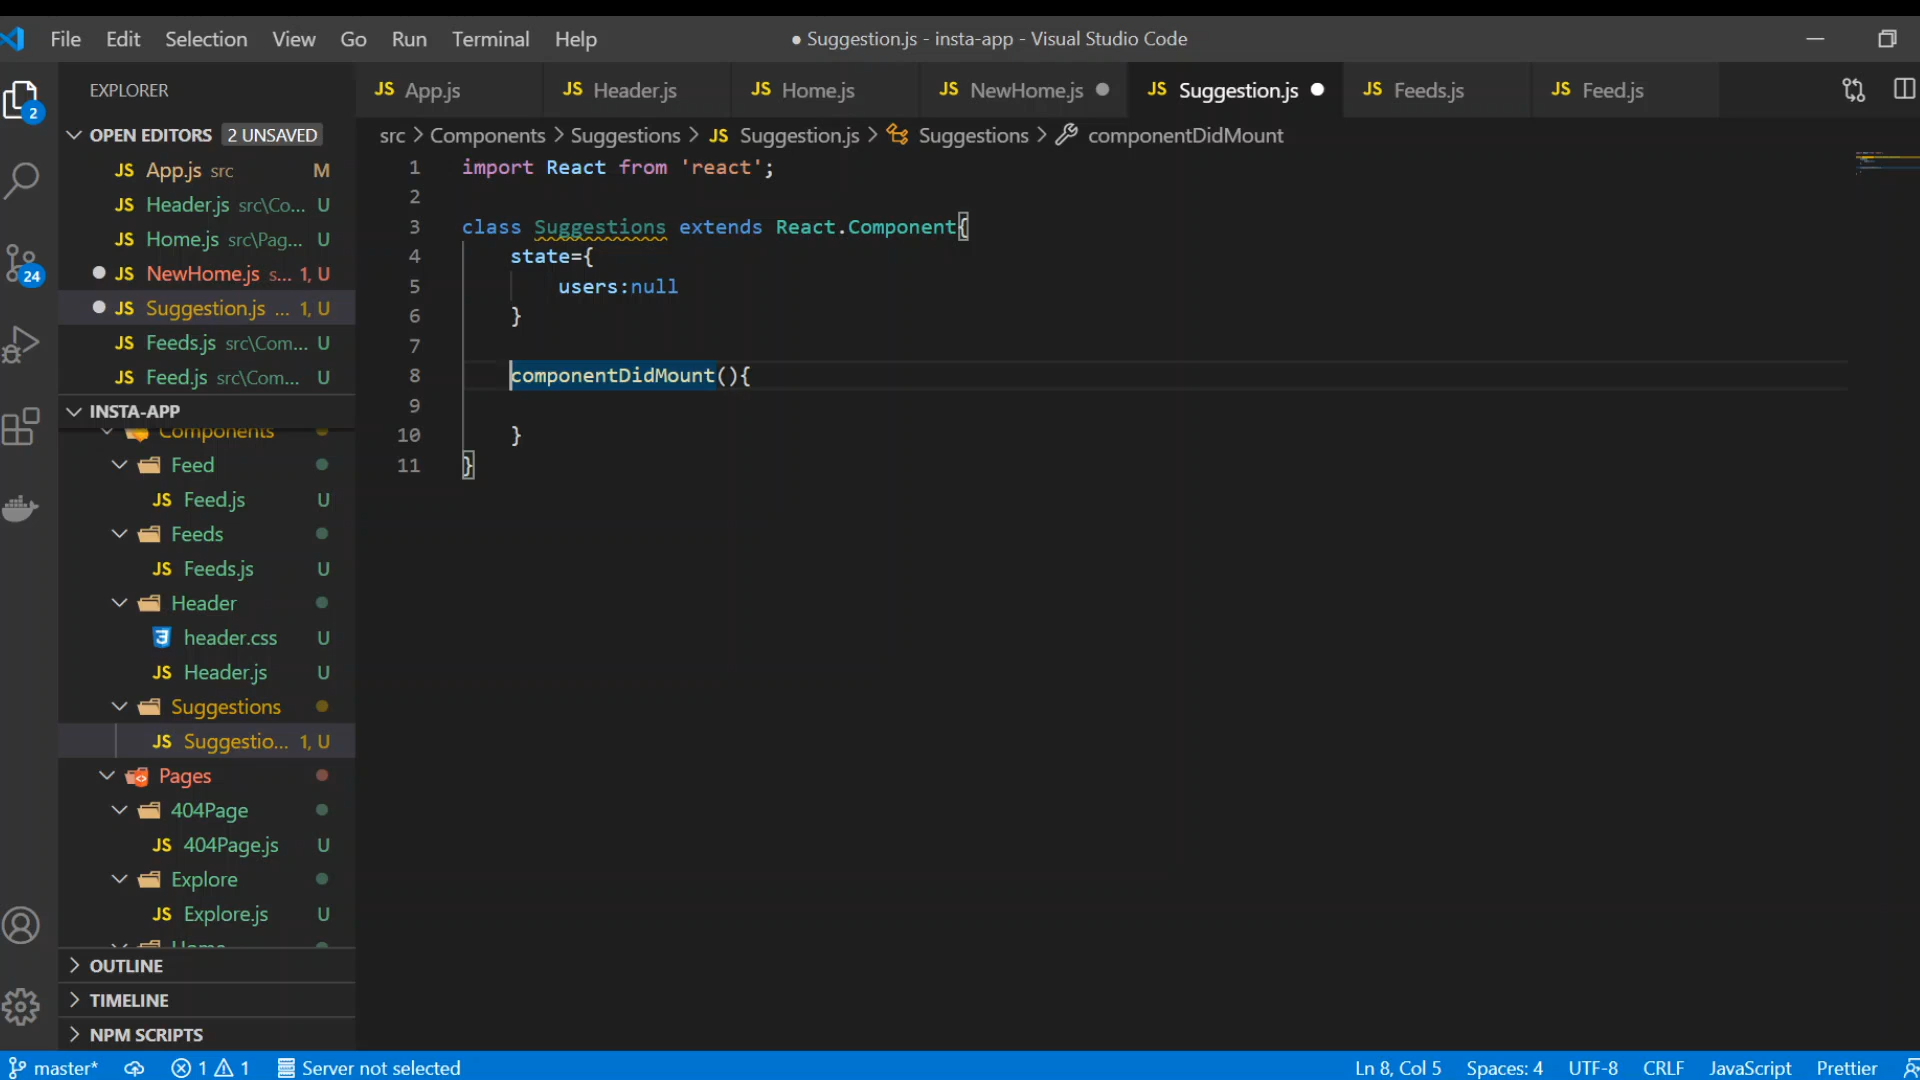 File Edit Selection View Go Run Terminal Help
● Suggestion.js - insta-app - Visual Studio Code
EXPLORER
JS App.js JS Header.js JS Home.js JS NewHome.js JS Suggestion.js JS Feeds.js JS Feed.js
2
OPEN EDITORS 2 UNSAVED
src > Components > Suggestions > JS Suggestion.js > Suggestions > componentDidMount
JS App.js src M
JS Header.js src\Co... U
JS Home.js src\Pag... U
JS NewHome.js s... 1, U
JS Suggestion.js ... 1, U
JS Feeds.js src\Com... U
JS Feed.js src\Com... U
24
INSTA-APP
Components
Feed
JS Feed.js U
Feeds
JS Feeds.js U
Header
header.css U
JS Header.js U
Suggestions
JS Suggestio... 1, U
Pages
404Page
JS 404Page.js U
Explore
JS Explore.js U
Home
OUTLINE
TIMELINE
NPM SCRIPTS
1 import React from 'react';
2
3 class Suggestions extends React.Component{
4 state={
5 users:null
6 }
7
8 componentDidMount(){
9
10 }
11 }
master* 1 1 Server not selected
Ln 8, Col 5 Spaces: 4 UTF-8 CRLF JavaScript Prettier